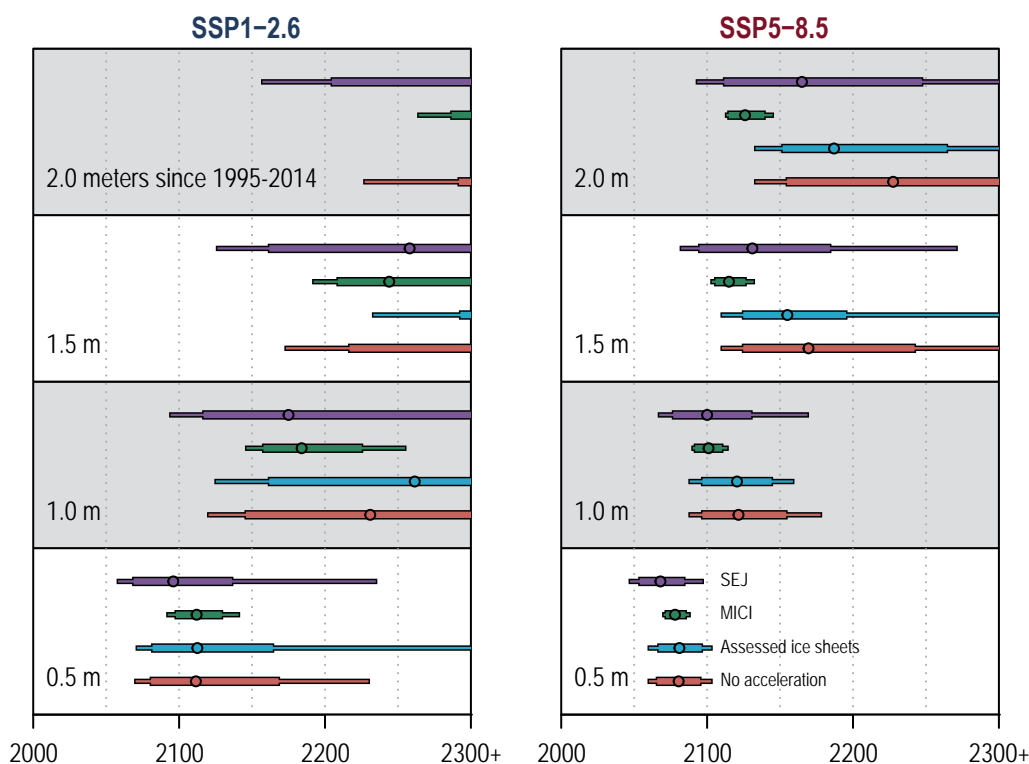 SSP1−2.6
2.0 meters since 1995-2014
1.5 m
1.0 m
0.5 m
2000 2100 2200 2300+
SSP5−8.5
2.0 m
1.5 m
1.0 m
SEJ
MICI
Assessed ice sheets
0.5 m No acceleration
2000 2100 2200 2300+